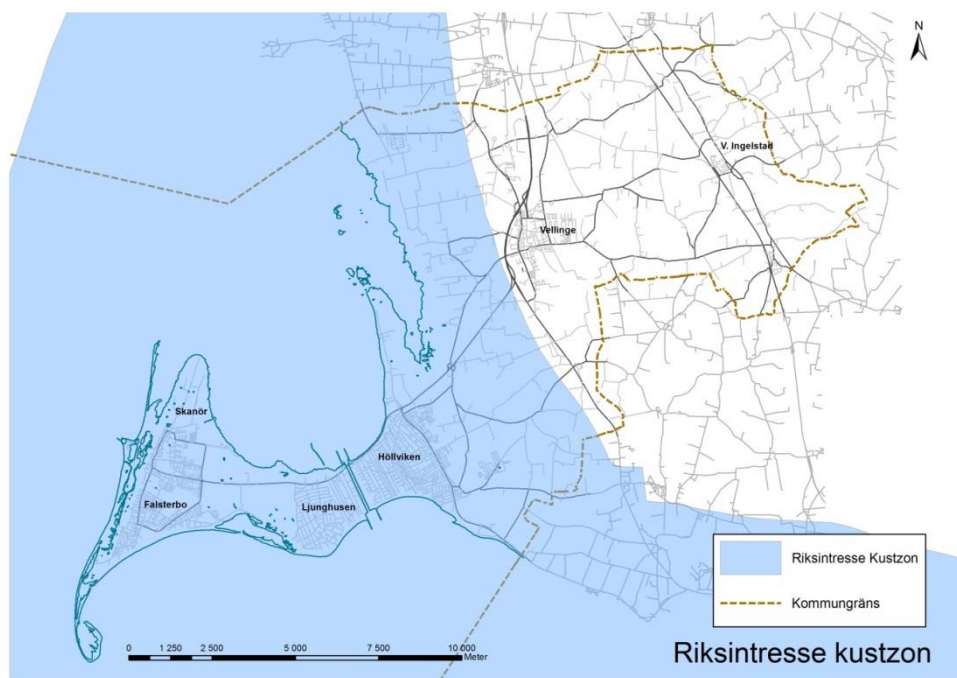 N
V. Ingelstad
Vellinge
Skanör
Höllviken
Falsterbo
Ljunghusen
Riksintresse Kustzon
Kommungräns
0 1 250 2 500 5 000 7 500 10 000
Meter
Riksintresse kustzon